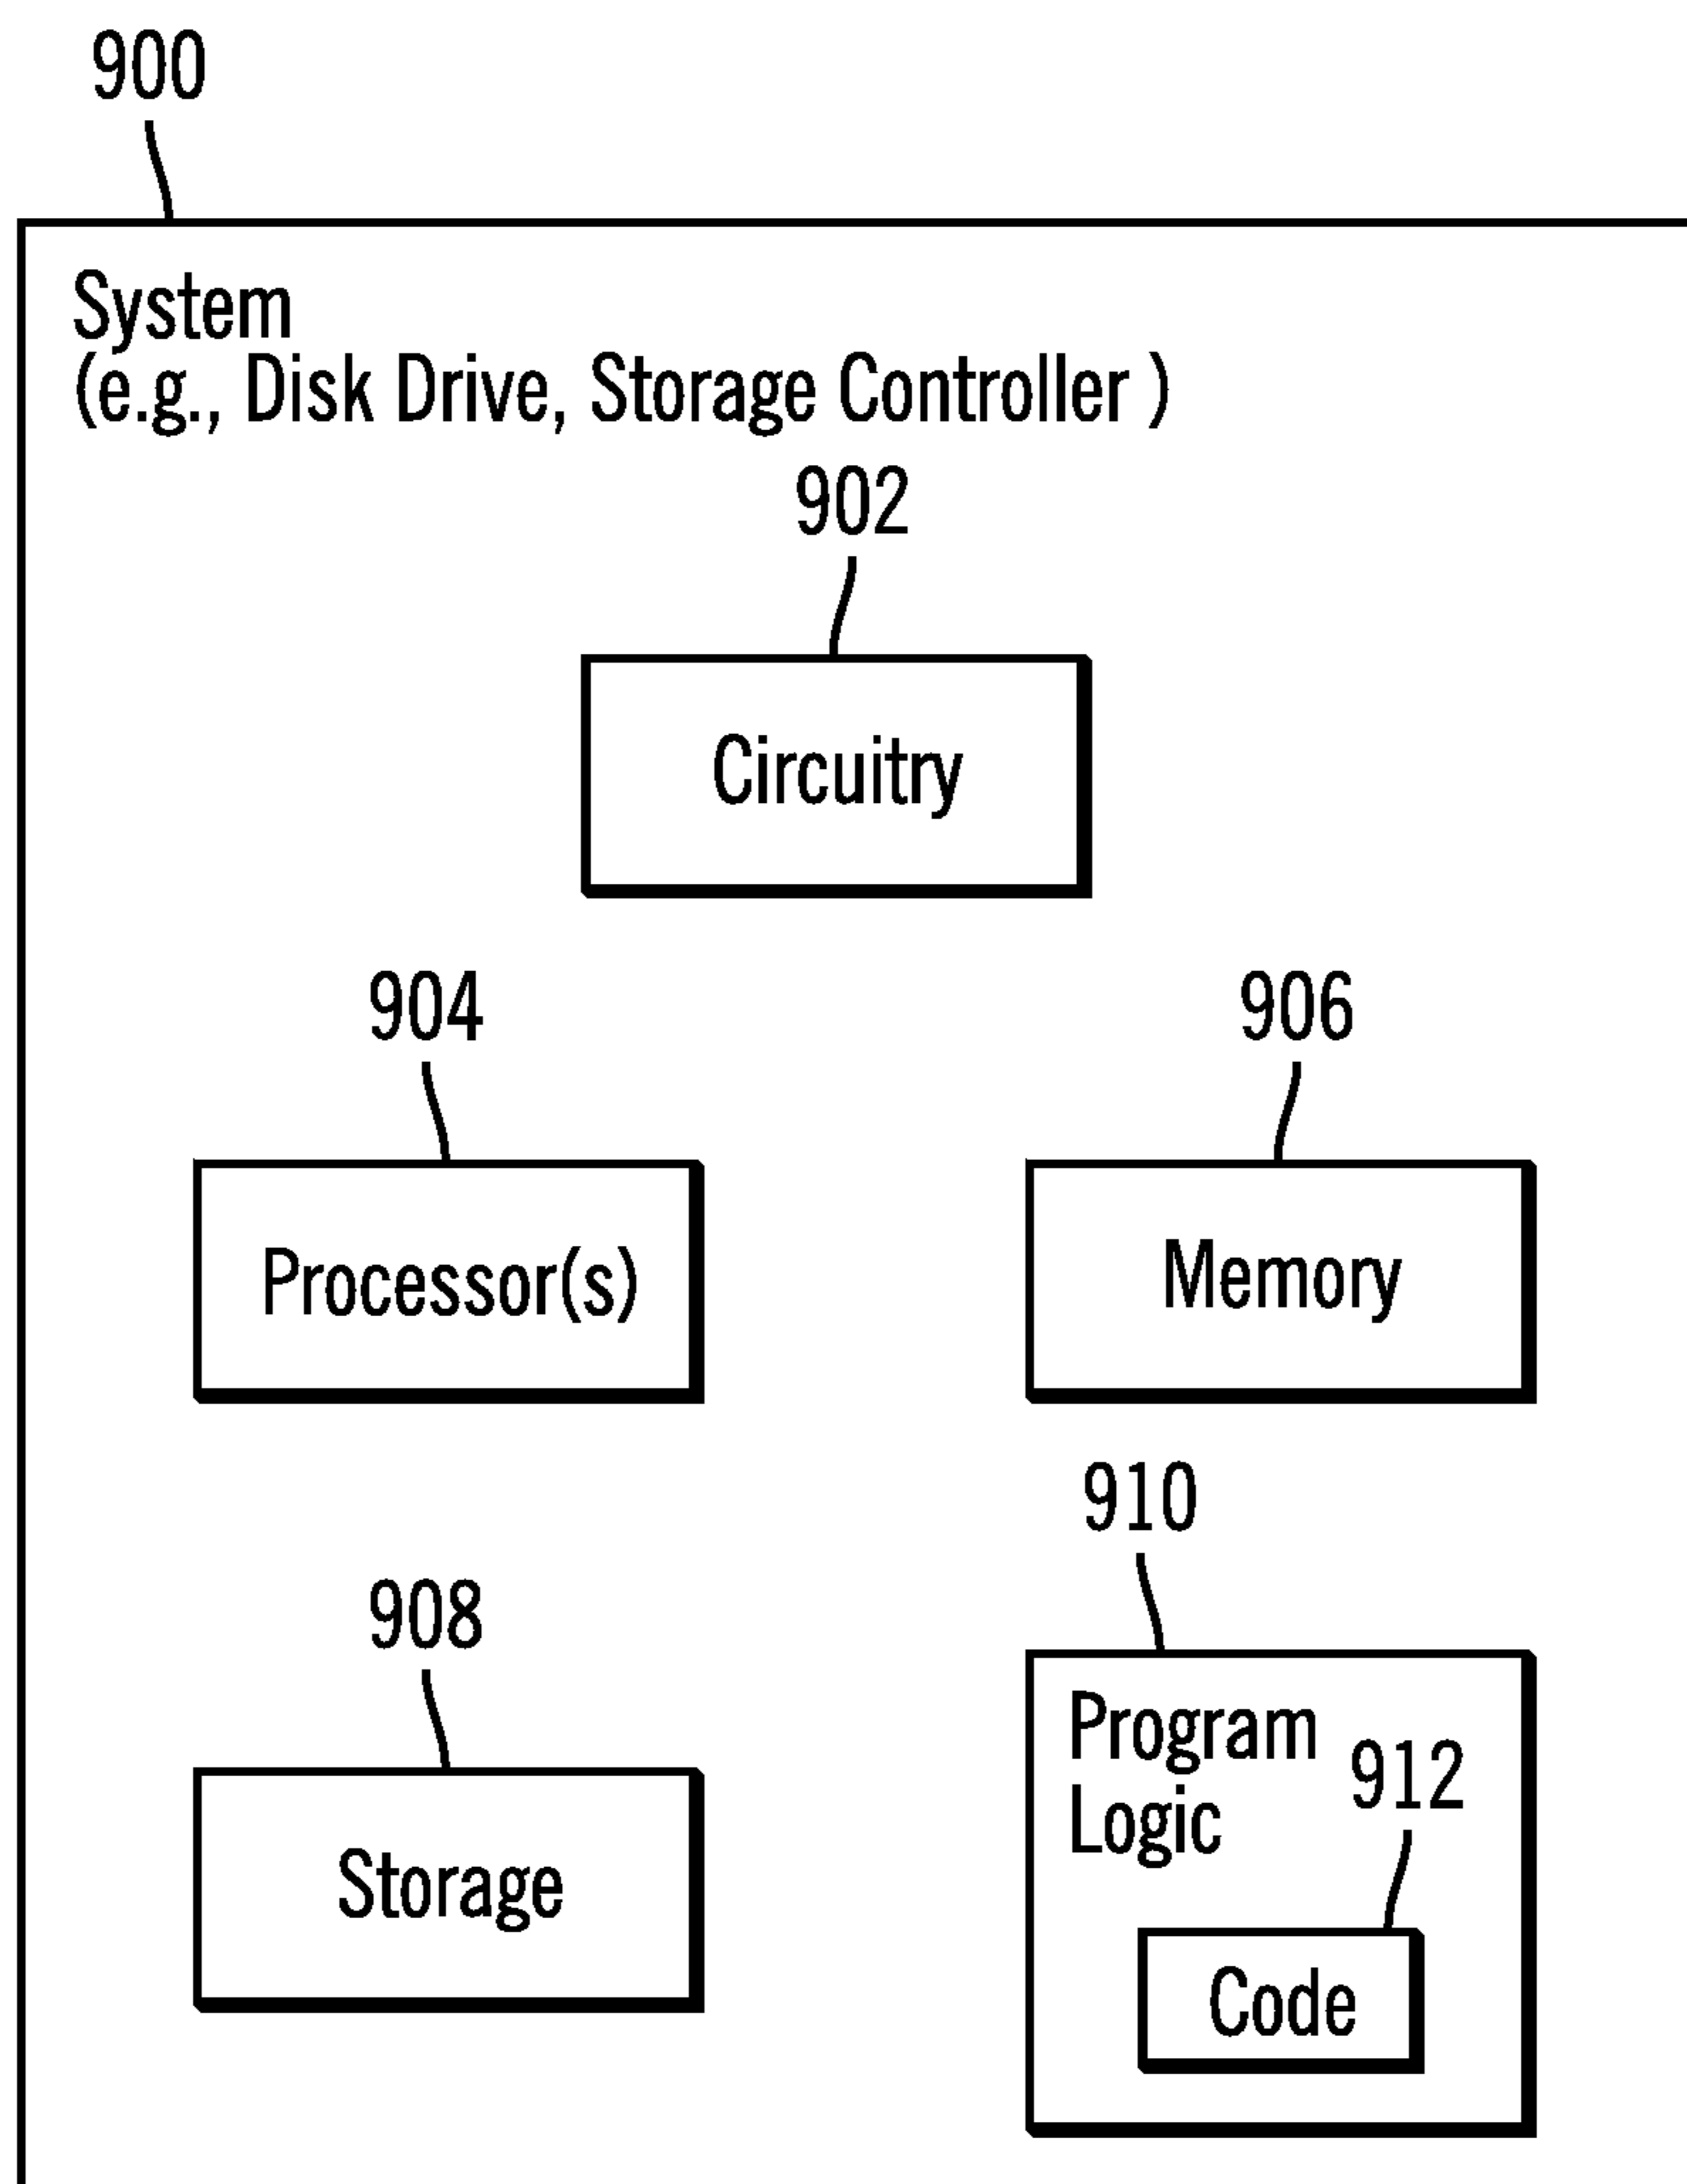 900
System
(e.g., Disk Drive, Storage Controller )
902
Circuitry
904
906
Processor(s)
Memory
910
908
Program
Logic
912
Storage
Code